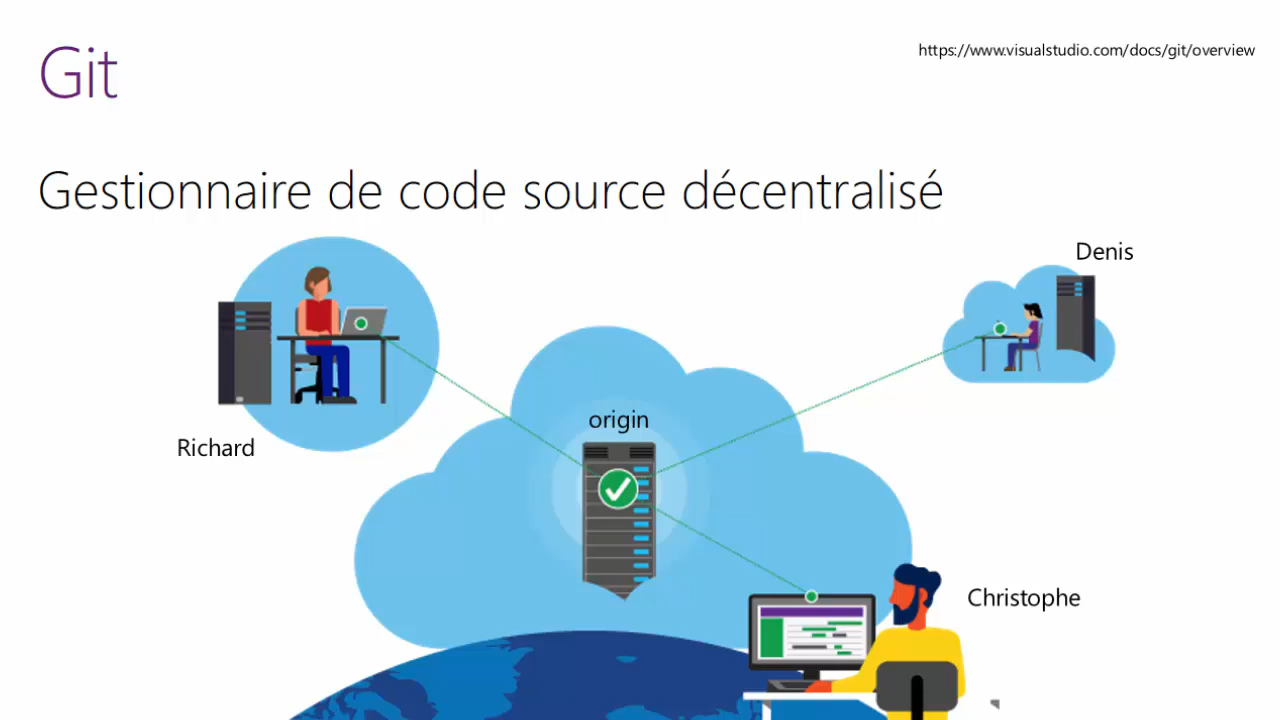 Git
https://www.visualstudio.com/docs/git/overview
Gestionnaire de code source décentralisé
Denis
origin
Richard
Christophe